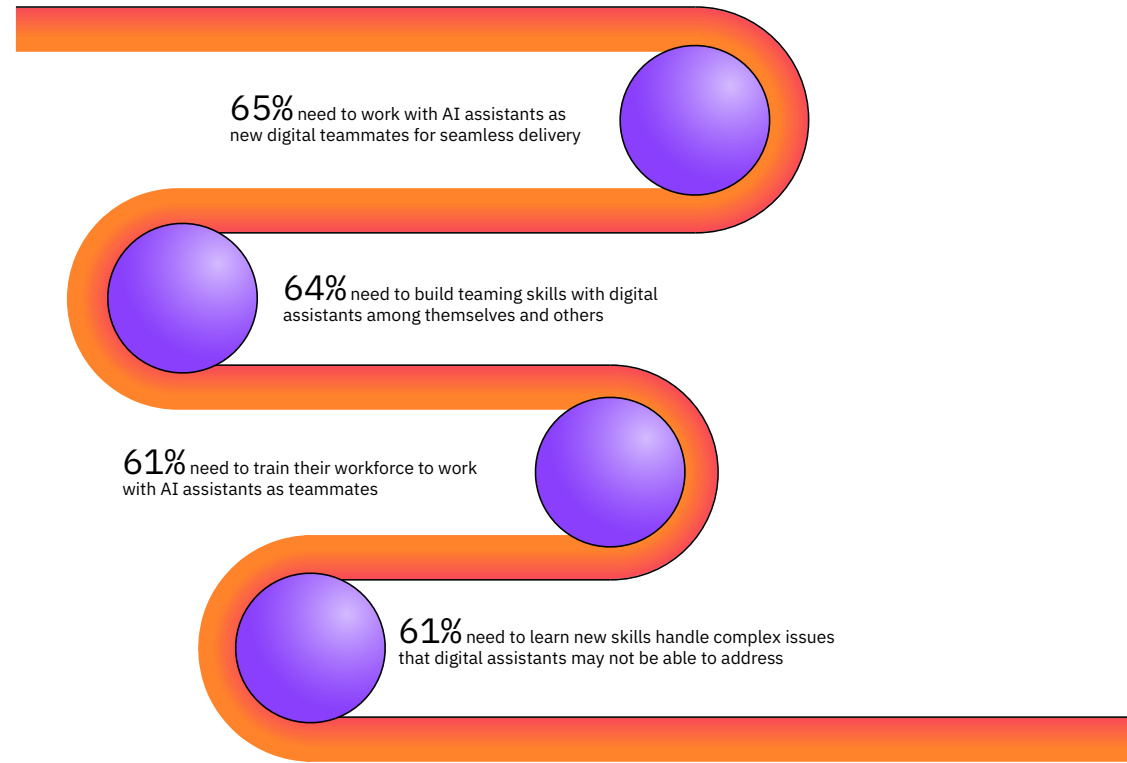 65% need to work with AI assistants as
new digital teammates for seamless delivery
64% need to build teaming skills with digital
assistants among themselves and others
61% need to train their workforce to work
with AI assistants as teammates
61% need to learn new skills handle complex issues
that digital assistants may not be able to address